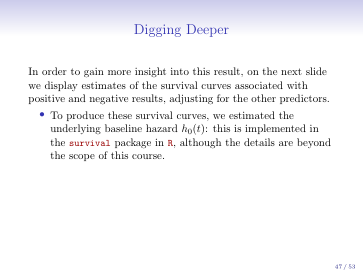 Digging Deeper
In order to gain more insight into this result, on the next slide
we display estimates of the survival curves associated with
positive and negative results, adjusting for the other predictors.
• To produce these survival curves, we estimated the
underlying baseline hazard h₀(t): this is implemented in
the survival package in R, although the details are beyond
the scope of this course.
47 / 53